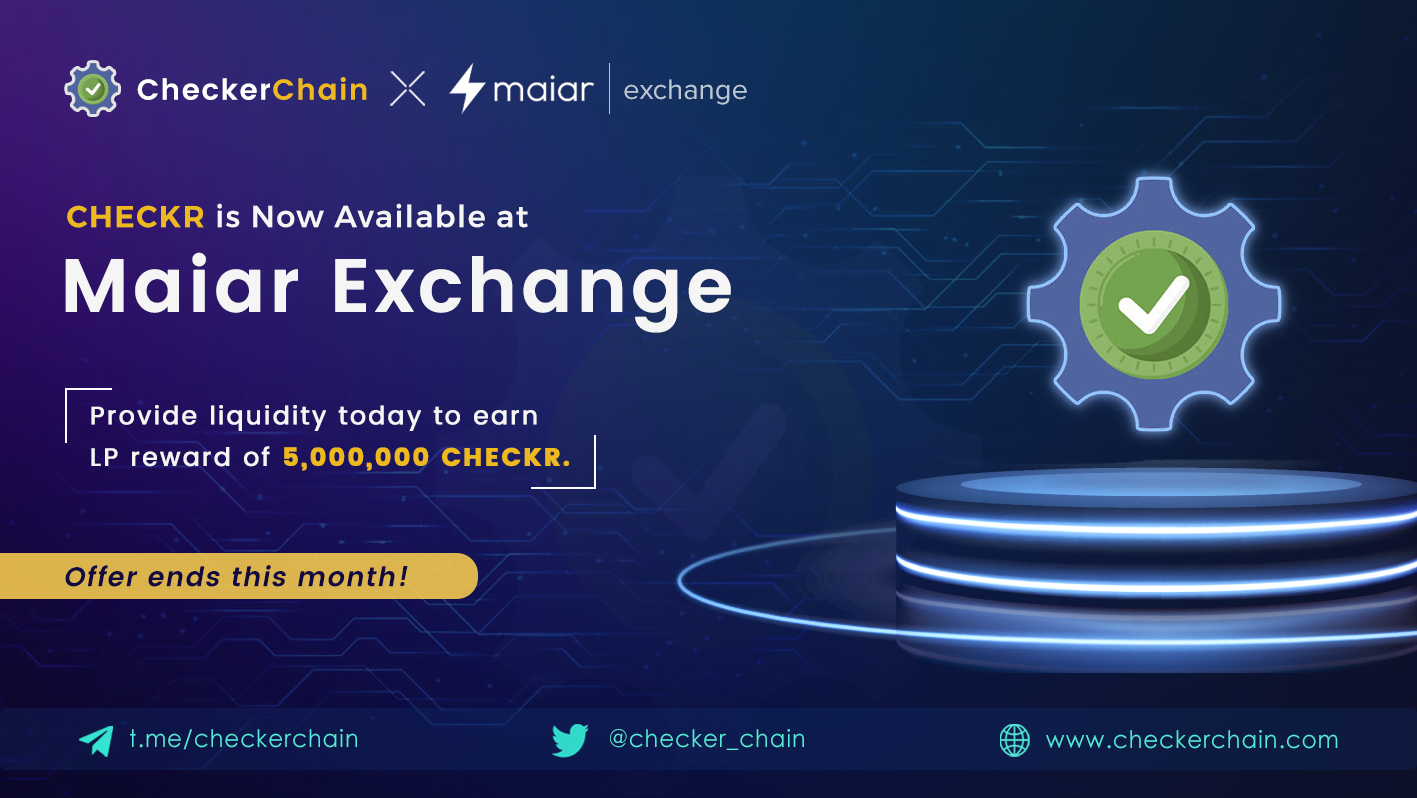 CheckerChain maiar exchange
CHECKR is Now Available at
Maiar Exchange
Provide liquidity today to earn
LP reward of 5,000,000 CHECKR.
Offer ends this month!
t.me/checkerchain @checker_chain www.checkerchain.com